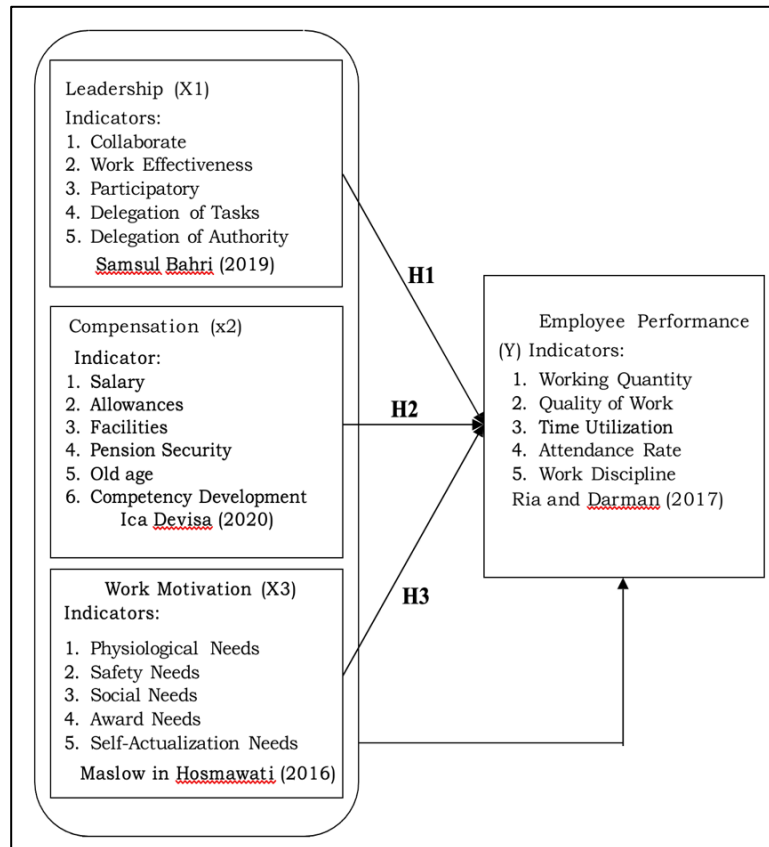 Leadership (X1)
Indicators:
1. Collaborate
2. Work Effectiveness
3. Participatory
4. Delegation of Tasks
5. Delegation of Authority
Samsul Bahri (2019)
H1
Compensation (x2)
Indicator:
1. Salary
2. Allowances
3. Facilities
4. Pension Security
5. Old age
6. Competency Development
Ica Devisa (2020)
H2
Work Motivation (X3)
Indicators:
1. Physiological Needs
2. Safety Needs
3. Social Needs
4. Award Needs
5. Self-Actualization Needs
Maslow in Hosmawati (2016)
H3
Employee Performance
(Y) Indicators:
1. Working Quantity
2. Quality of Work
3. Time Utilization
4. Attendance Rate
5. Work Discipline
Ria and Darman (2017)